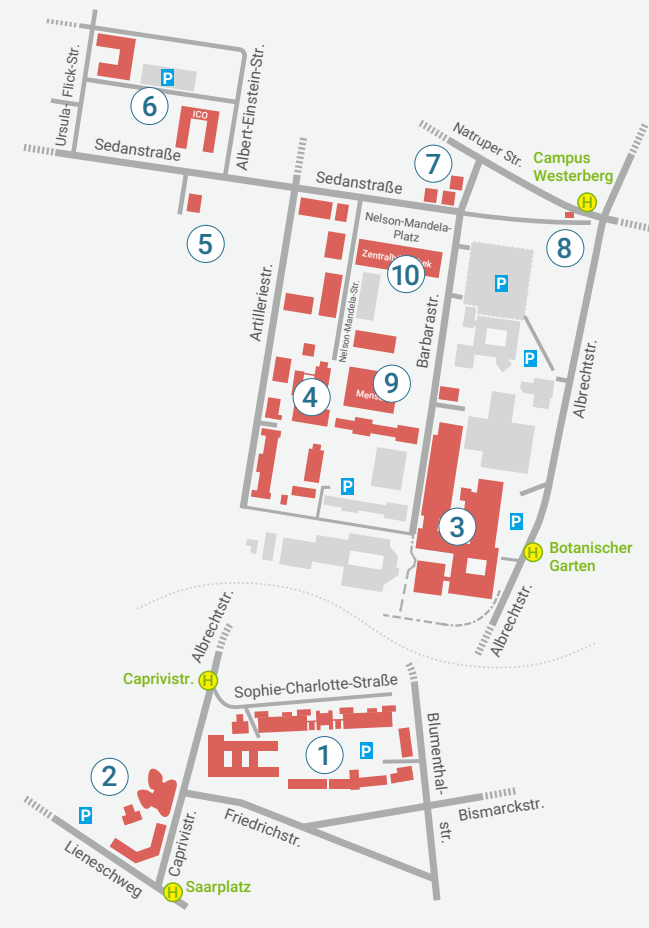 Ursula-
Flick-Str.
P
6
ICO
Albert-Einstein-Str.
Sedanstraße
5
Sedanstraße
7
Natruper Str.
Campus
Westerberg
H
8
Nelson-Mandela-
Platz
10
Artilleriestr.
Nelson-Mandela-Str.
Barbarastr.
P
P
Albrechtstr.
9
4
P
3
P
H
Botanischer
Garten
Albrechtstr.
Albrechtstr.
Caprivistr.
H
Sophie-Charlotte-Straße
1
P
Blumenthal-
str.
2
P
Friedrichstr.
Bismarckstr.
Caprivistr.
Lieneschweg
H
Saarplatz